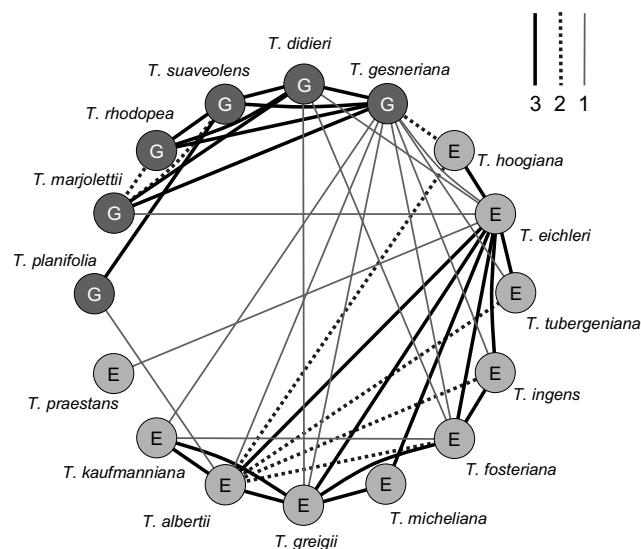 T. didieri
T. suaveolens
T. gesneriana
G
G
G
3 2 1
T. rhodopea
G
E
T. hoogiana
T. marjolettii
G
E
T. eichleri
T. planifolia
G
E
T. tubergeniana
E
T. praestans
E
T. ingens
E
T. kaufmanniana
E
T. fosteriana
E
T. albertii
E
T. greigii
E
T. micheliana